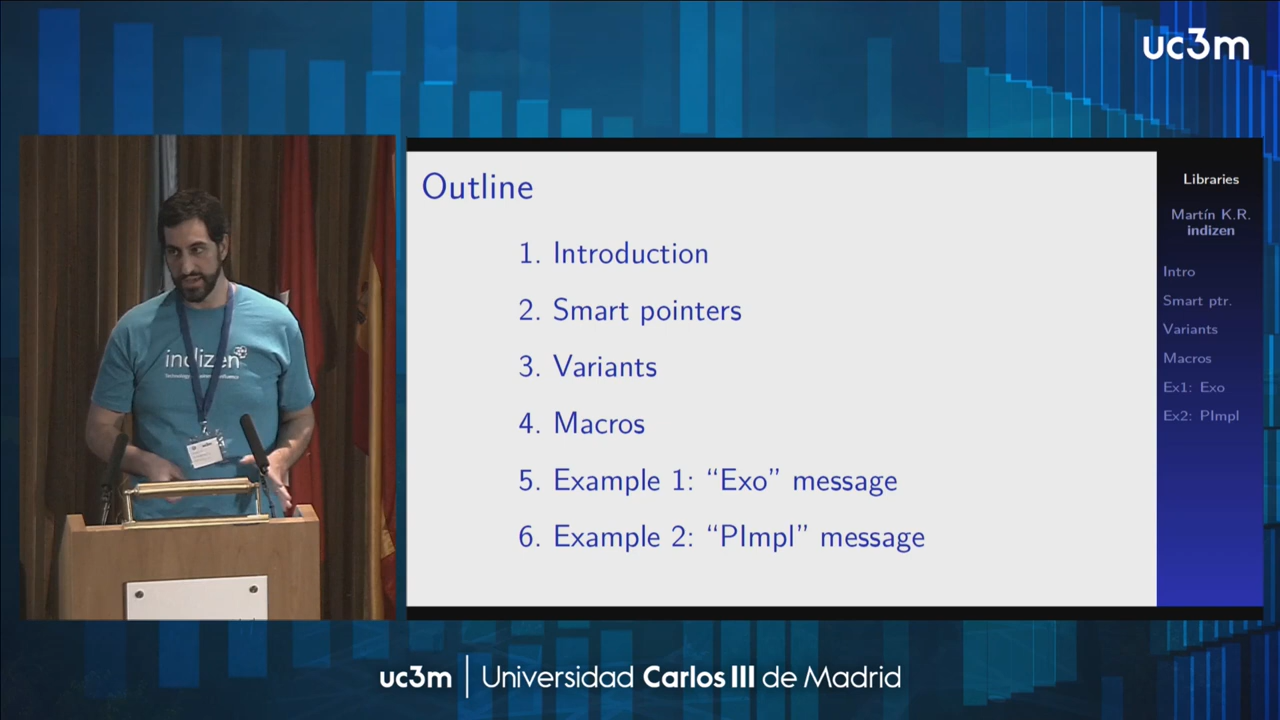 uc3m
indizen
Outline
1. Introduction
2. Smart pointers
3. Variants
4. Macros
5. Example 1: “Exo” message
6. Example 2: “PImpl” message
Libraries
Martín K.R.
indizen
Intro
Smart ptr.
Variants
Macros
Ex1: Exo
Ex2: PImpl
uc3m | Universidad Carlos III de Madrid